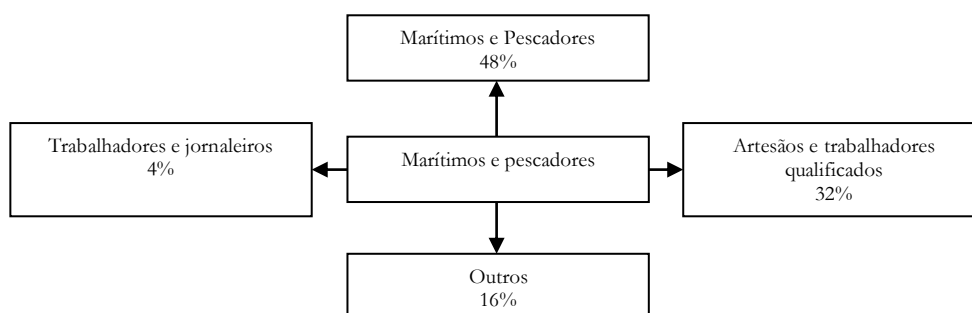 Marítimos e Pescadores
48%
Trabalhadores e jornaleiros
4%
Marítimos e pescadores
Artesãos e trabalhadores
qualificados
32%
Outros
16%